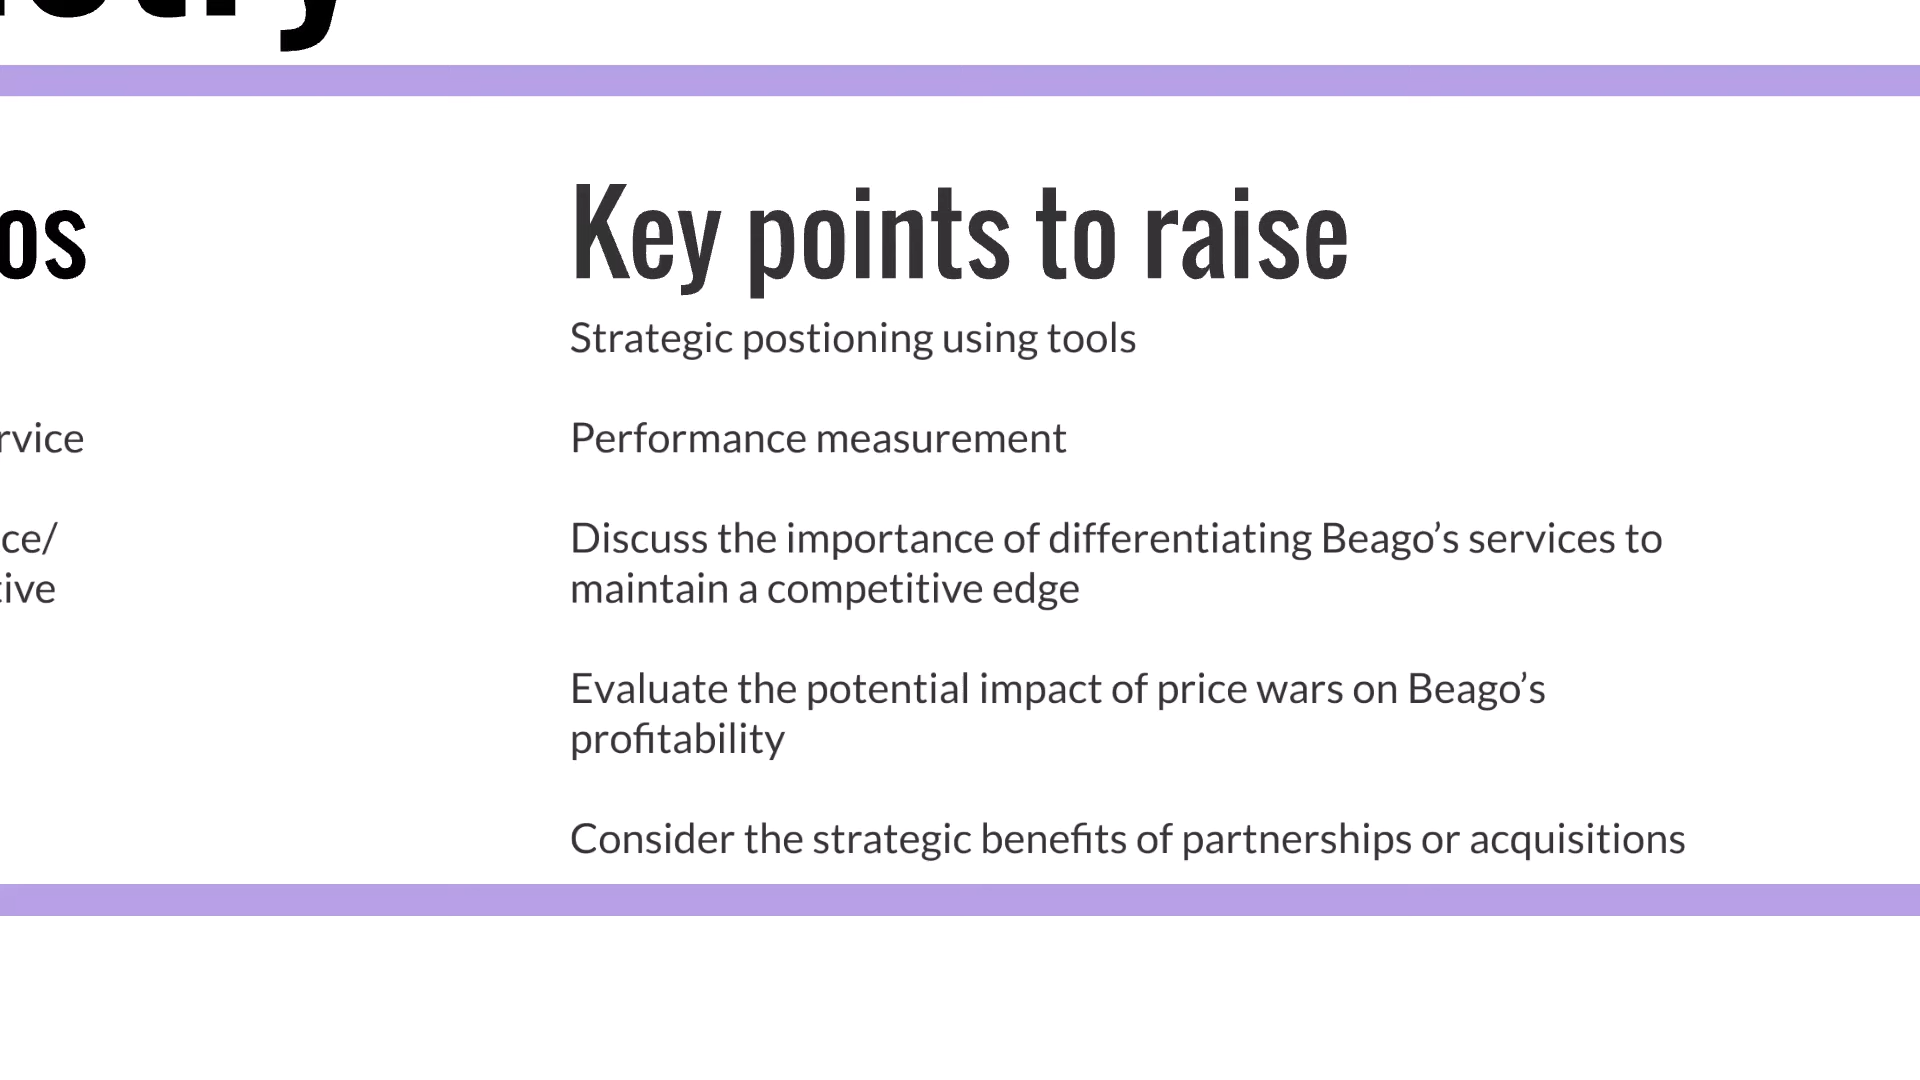 os
Key points to raise
Strategic postioning using tools
rvice
Performance measurement
ce/
Discuss the importance of differentiating Beago’s services to
tive
maintain a competitive edge
Evaluate the potential impact of price wars on Beago’s
profitability
Consider the strategic benefits of partnerships or acquisitions